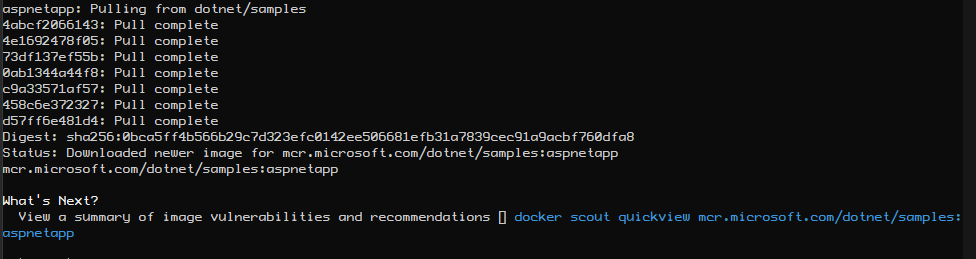 aspnetapp: Pulling from dotnet/samples
4abcf2066143: Pull complete
4e1692478f05: Pull complete
73df137ef55b: Pull complete
0ab1344a44f8: Pull complete
c9a33571af57: Pull complete
458c6e372327: Pull complete
d57ff6e481d4: Pull complete
Digest: sha256:0bca5ff4b566b29c7d323efc0142ee506681efb31a7839cec91a9acbf760dfa8
Status: Downloaded newer image for mcr.microsoft.com/dotnet/samples:aspnetapp
mcr.microsoft.com/dotnet/samples:aspnetapp
What's Next?
View a summary of image vulnerabilities and recommendations [] docker scout quickview mcr.microsoft.com/dotnet/samples:
aspnetapp